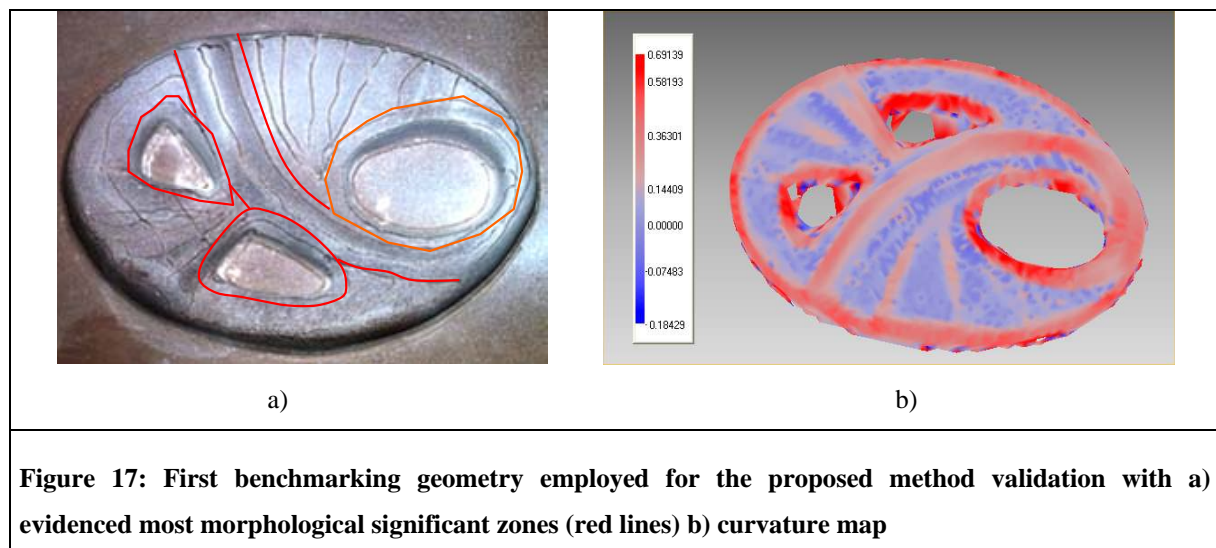 0.69139
0.58193
0.36301
0.14409
0.00000
-0.07483
-0.18429
a)
b)
Figure 17: First benchmarking geometry employed for the proposed method validation with a)
evidenced most morphological significant zones (red lines) b) curvature map